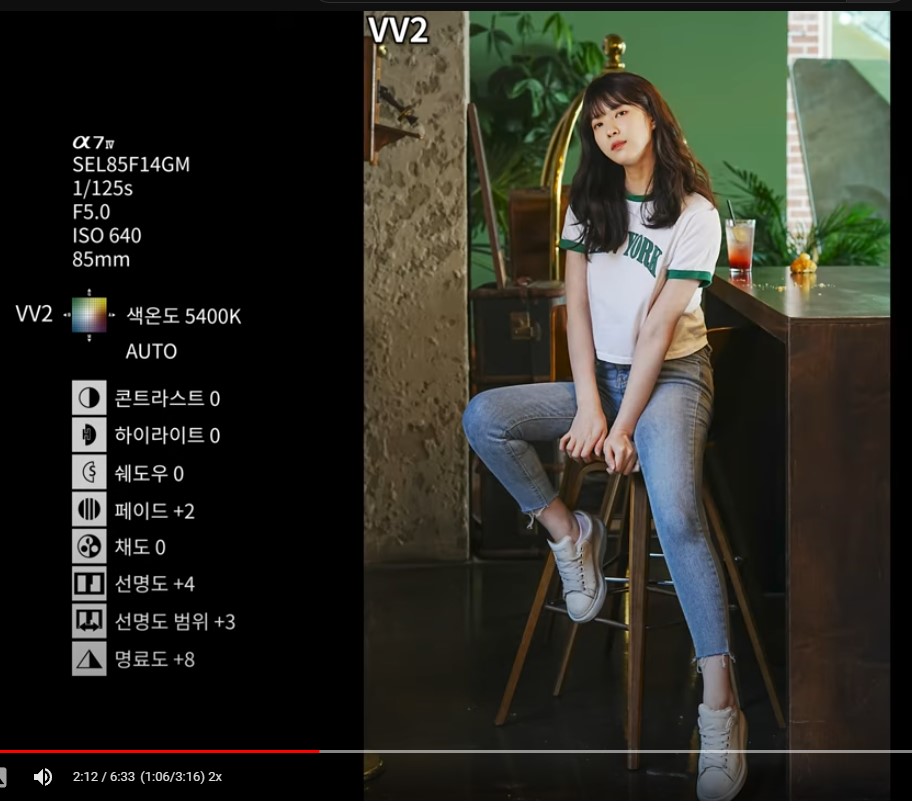 VV2
α7IV
SEL85F14GM
1/125s
F5.0
ISO 640
85mm
VV2 색온도 5400K
AUTO
콘트라스트 0
하이라이트 0
쉐도우 0
페이드 +2
채도 0
선명도 +4
선명도 범위 +3
명료도 +8
YORK
2:12 / 6:33 (1:06/3:16) 2x